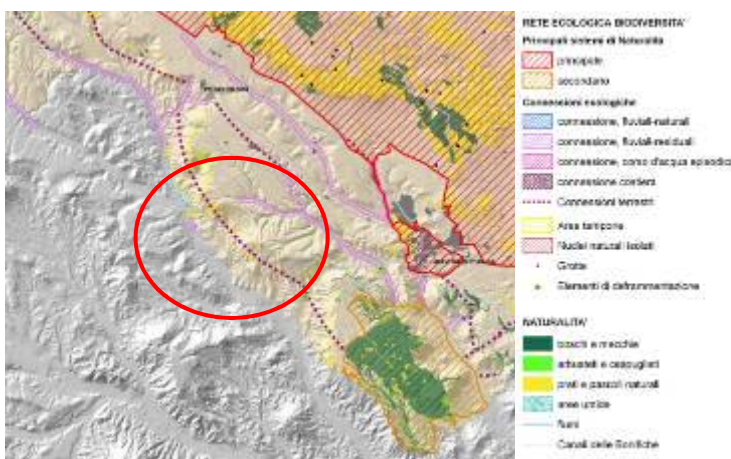 RETE ECOLOGICA BIODIVERSITA'
Principali sistemi di Naturalità
principale
secondario
Connessioni ecologiche
connessione, fluviali-naturali
connessione, fluviali-residuali
connessione, corso d'acqua episodico
connessione costieri
Connessioni terrestri
Area tampone
Nuclei naturali isolati
Grotte
Elementi di deframmentazione
NATURALITA'
boschi e macchie
arbusteti e cespuglieti
prati e pascoli naturali
aree umide
fiumi
Canali delle Bonifiche